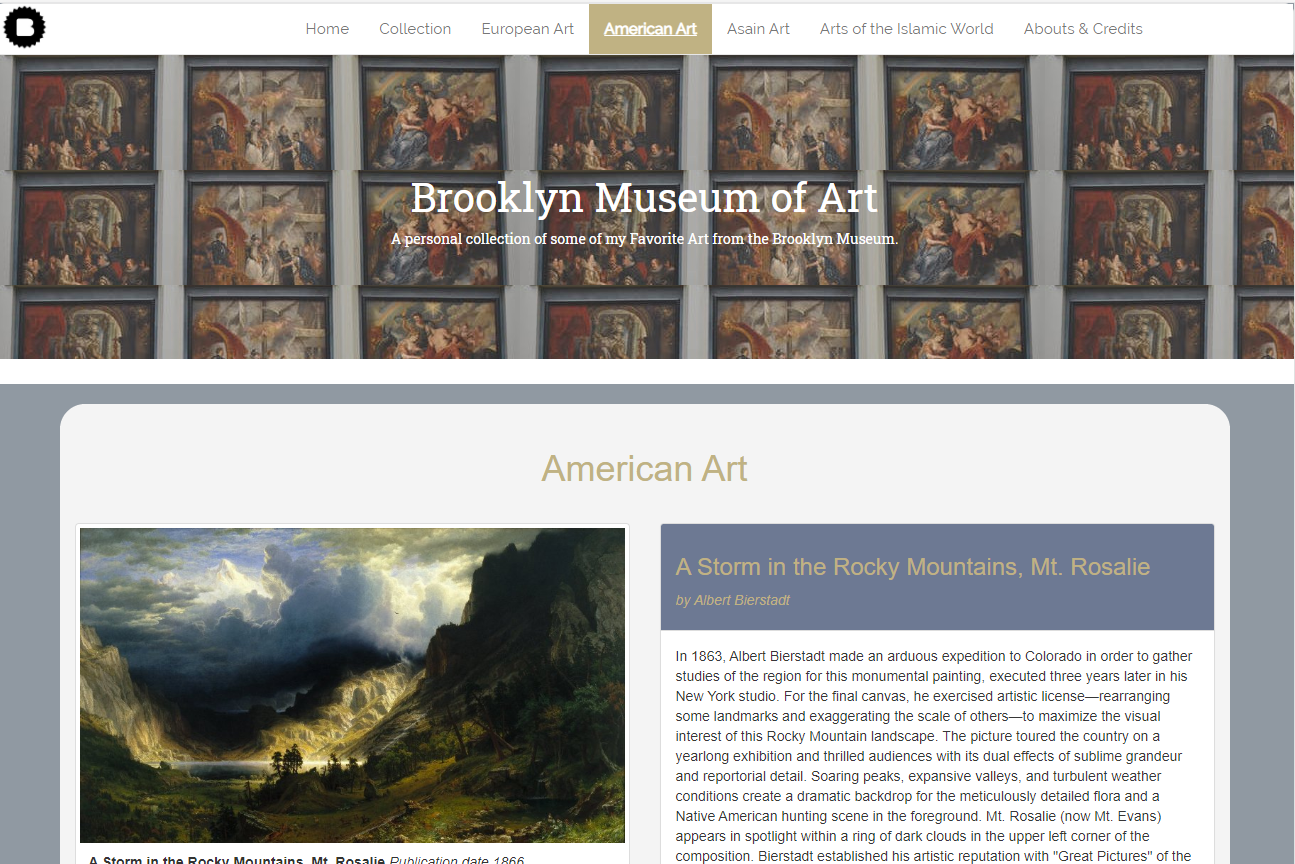 B
Home Collection European Art American Art Asain Art Arts of the Islamic World Abouts & Credits
Brooklyn Museum of Art
A personal collection of some of my Favorite Art from the Brooklyn Museum.
American Art
A Storm in the Rocky Mountains, Mt. Rosalie
by Albert Bierstadt
In 1863, Albert Bierstadt made an arduous expedition to Colorado in order to gather
studies of the region for this monumental painting, executed three years later in his
New York studio. For the final canvas, he exercised artistic license—rearranging
some landmarks and exaggerating the scale of others—to maximize the visual
interest of this Rocky Mountain landscape. The picture toured the country on a
yearlong exhibition and thrilled audiences with its dual effects of sublime grandeur
and reportorial detail. Soaring peaks, expansive valleys, and turbulent weather
conditions create a dramatic backdrop for the meticulously detailed flora and a
Native American hunting scene in the foreground. Mt. Rosalie (now Mt. Evans)
appears in spotlight within a ring of dark clouds in the upper left corner of the
composition. Bierstadt established his artistic reputation with "Great Pictures" of the
A Storm in the Rocky Mountains, Mt. Rosalie Publication date 1866